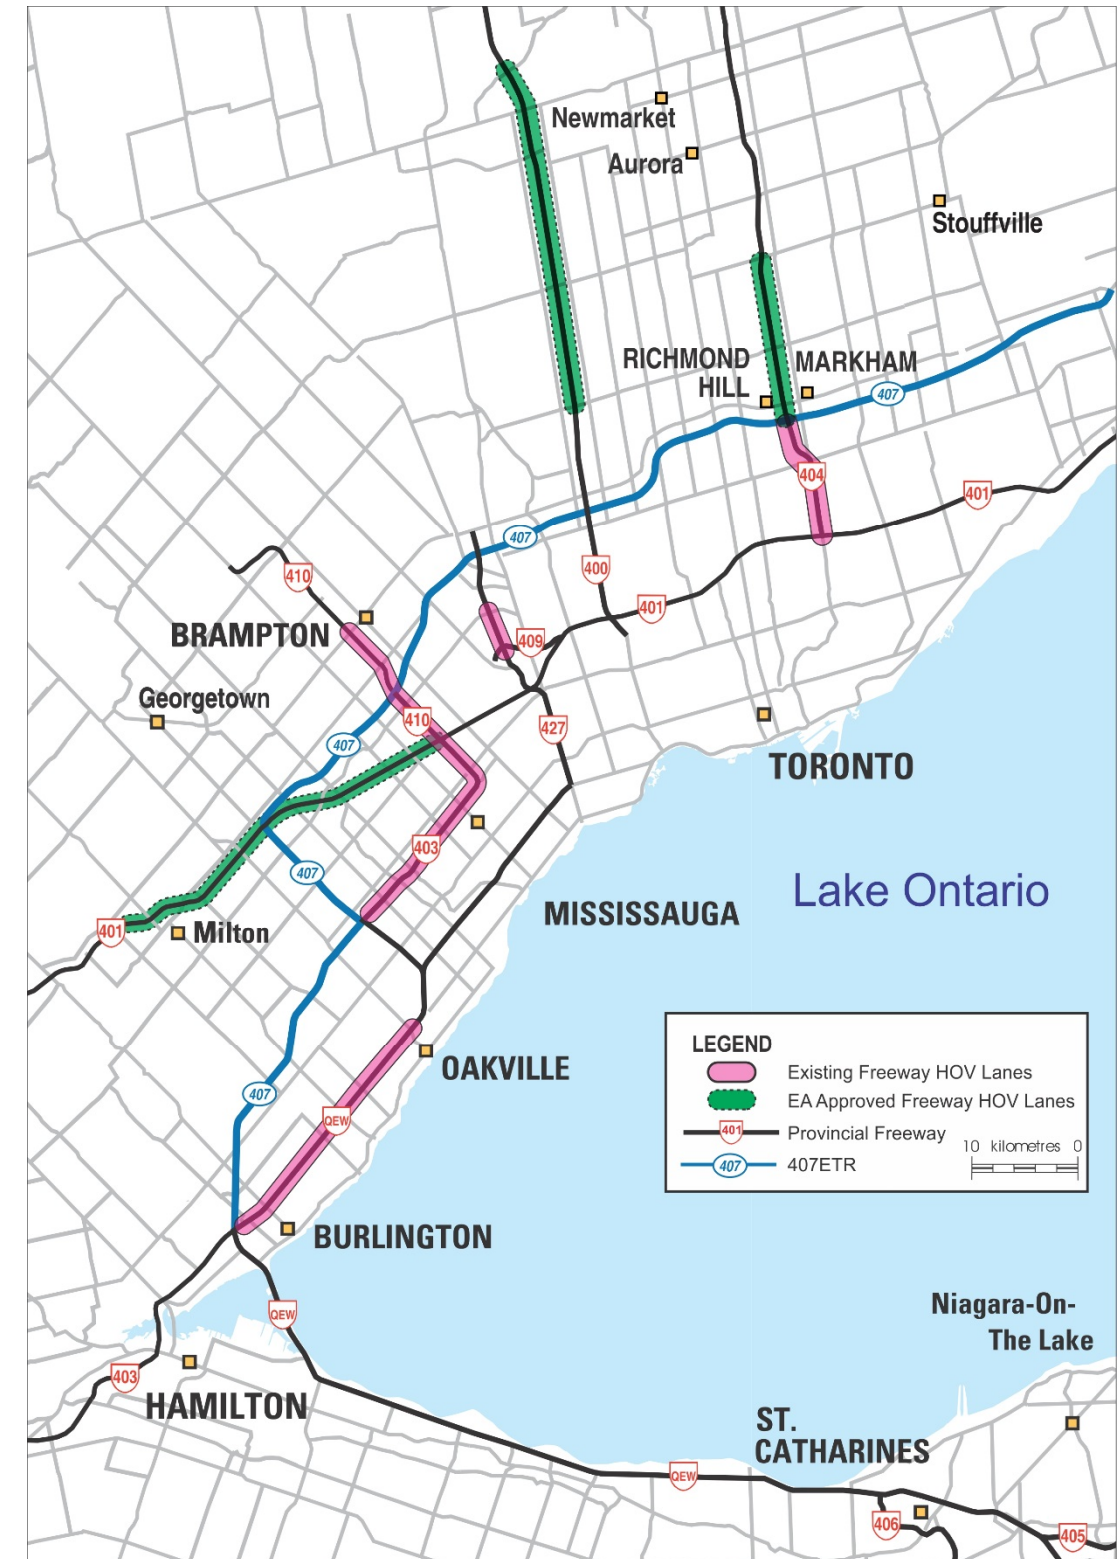 Newmarket
Aurora
Stouffville
RICHMOND
HILL
MARKHAM
407
404
401
407
400
410
401
BRAMPTON
409
Georgetown
410
427
407
TORONTO
403
407
Lake Ontario
MISSISSAUGA
401
Milton
LEGEND
Existing Freeway HOV Lanes
EA Approved Freeway HOV Lanes
401
Provincial Freeway
10 kilometres 0
407
407ETR
OAKVILLE
407
QEW
BURLINGTON
QEW
Niagara-On-
The Lake
403
HAMILTON
ST.
CATHARINES
QEW
406
405